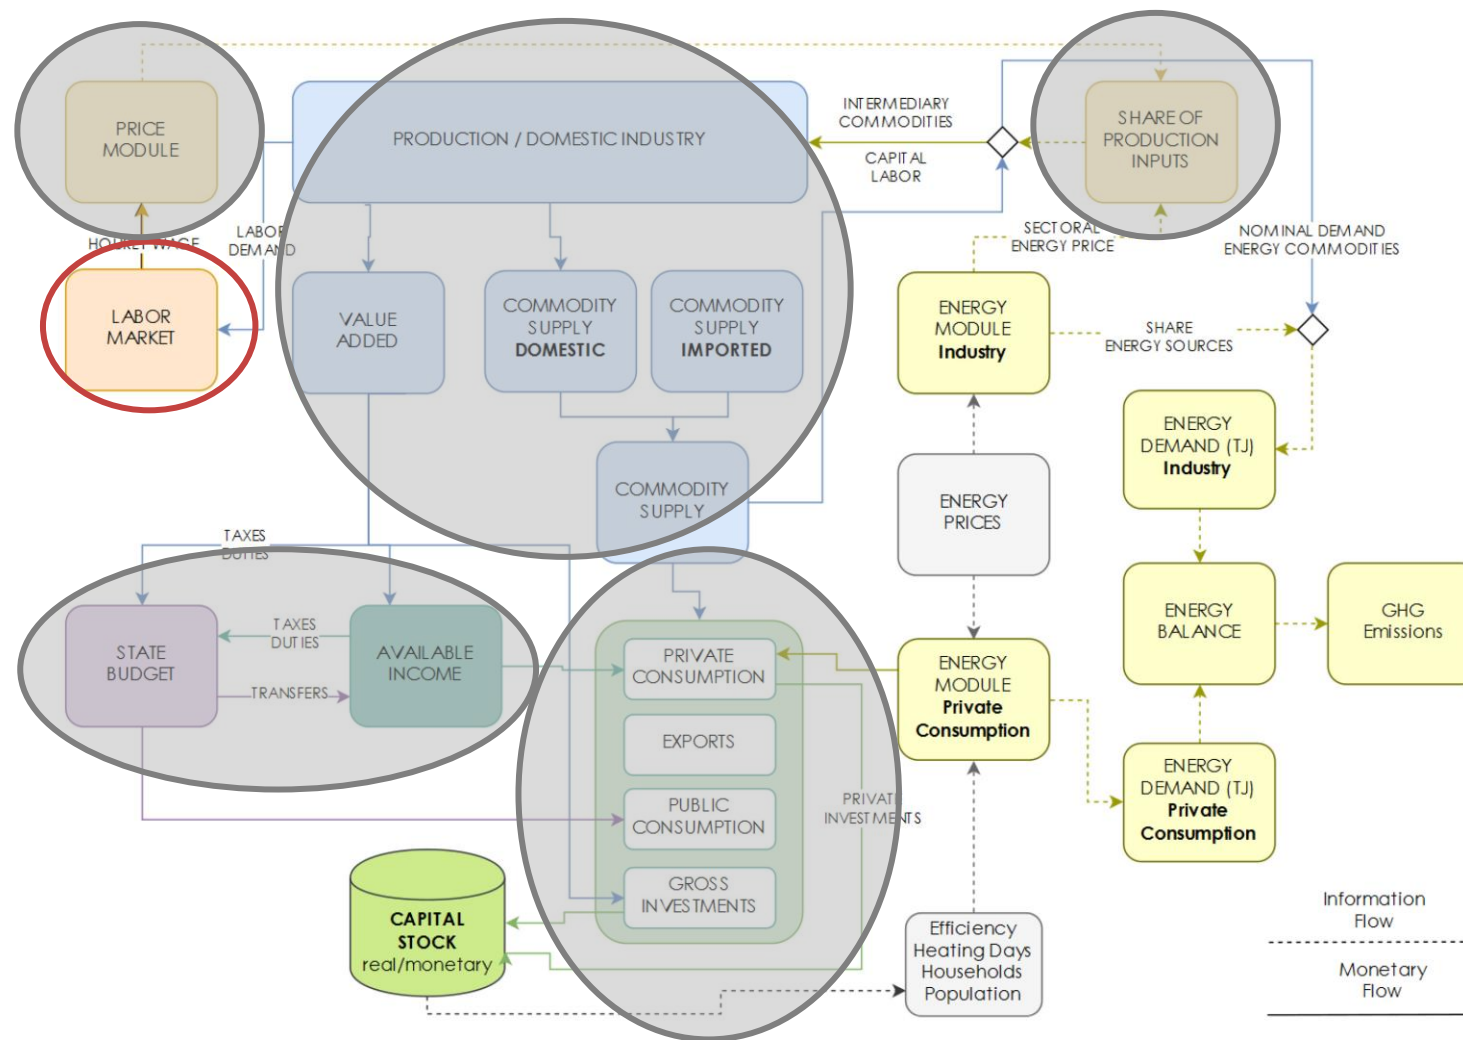 PRICE
MODULE
PRODUCTION / DOMESTIC INDUSTRY
INTERMEDIARY
COMMODITIES
CAPITAL
LABOR
SHARE OF
PRODUCTION
INPUTS
HOURLY WAGE
LABOR
DEMAND
SECTORAL
ENERGY PRICE
NOMINAL DEMAND
ENERGY COMMODITIES
LABOR
MARKET
VALUE
ADDED
COMMODITY
SUPPLY
DOMESTIC
COMMODITY
SUPPLY
IMPORTED
ENERGY
MODULE
Industry
SHARE
ENERGY SOURCES
ENERGY
DEMAND (TJ)
Industry
COMMODITY
SUPPLY
ENERGY
PRICES
TAXES
DUTIES
STATE
BUDGET
TAXES
DUTIES
TRANSFERS
AVAILABLE
INCOME
PRIVATE
CONSUMPTION
EXPORTS
PUBLIC
CONSUMPTION
GROSS
INVESTMENTS
PRIVATE
INVESTMENTS
ENERGY
MODULE
Private
Consumption
ENERGY
BALANCE
GHG
Emissions
ENERGY
DEMAND (TJ)
Private
Consumption
CAPITAL
STOCK
real/monetary
Efficiency
Heating Days
Households
Population
Information
Flow
Monetary
Flow